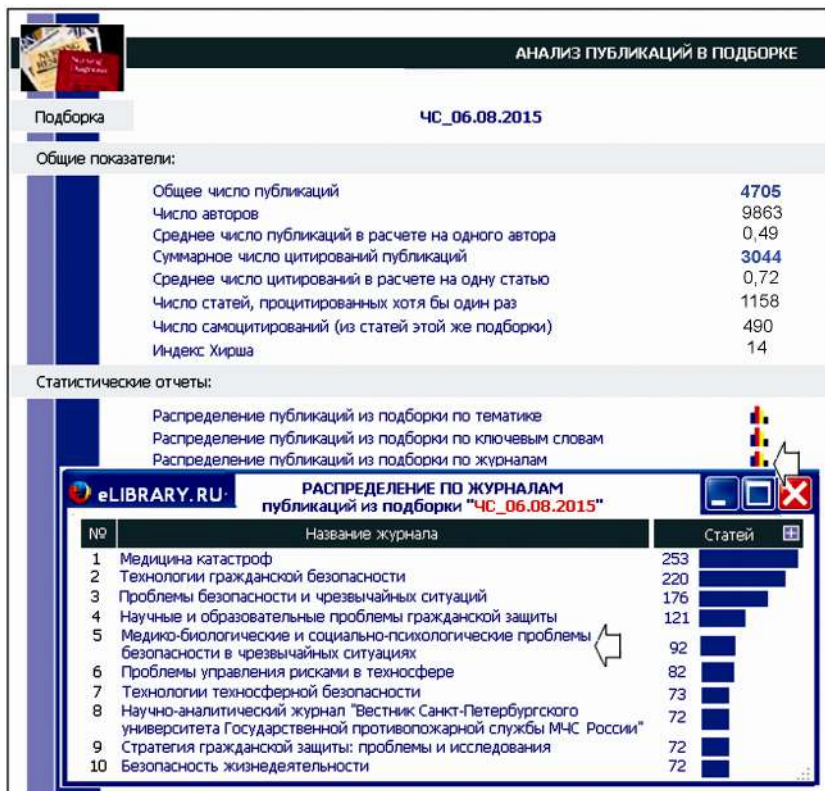 АНАЛИЗ ПУБЛИКАЦИЙ В ПОДБОРКЕ
Подборка ЧС_06.08.2015
Общие показатели:
Общее число публикаций 4705
Число авторов 9863
Среднее число публикаций в расчете на одного автора 0,49
Суммарное число цитирований публикаций 3044
Среднее число цитирований в расчете на одну статью 0,72
Число статей, процитированных хотя бы один раз 1158
Число самоцитирований (из статей этой же подборки) 490
Индекс Хирша 14
Статистические отчеты:
Распределение публикаций из подборки по тематике
Распределение публикаций из подборки по ключевым словам
Распределение публикаций из подборки по журналам
eLIBRARY.RU
РАСПРЕДЕЛЕНИЕ ПО ЖУРНАЛАМ
публикаций из подборки "ЧС_06.08.2015"
№ Название журнала Статей
1 Медицина катастроф 253
2 Технологии гражданской безопасности 220
3 Проблемы безопасности и чрезвычайных ситуаций 176
4 Научные и образовательные проблемы гражданской защиты 121
5 Медико-биологические и социально-психологические проблемы
безопасности в чрезвычайных ситуациях 92
6 Проблемы управления рисками в техносфере 82
7 Технологии техносферной безопасности 73
8 Научно-аналитический журнал "Вестник Санкт-Петербургского
университета Государственной противопожарной службы МЧС России" 72
9 Стратегия гражданской защиты: проблемы и исследования 72
10 Безопасность жизнедеятельности 72